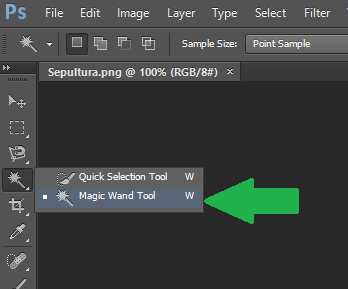 Ps File Edit Image Layer Type Select Filter
Sample Size: Point Sample
Sepultura.png @ 100% (RGB/8#) ×
Quick Selection Tool W
Magic Wand Tool W